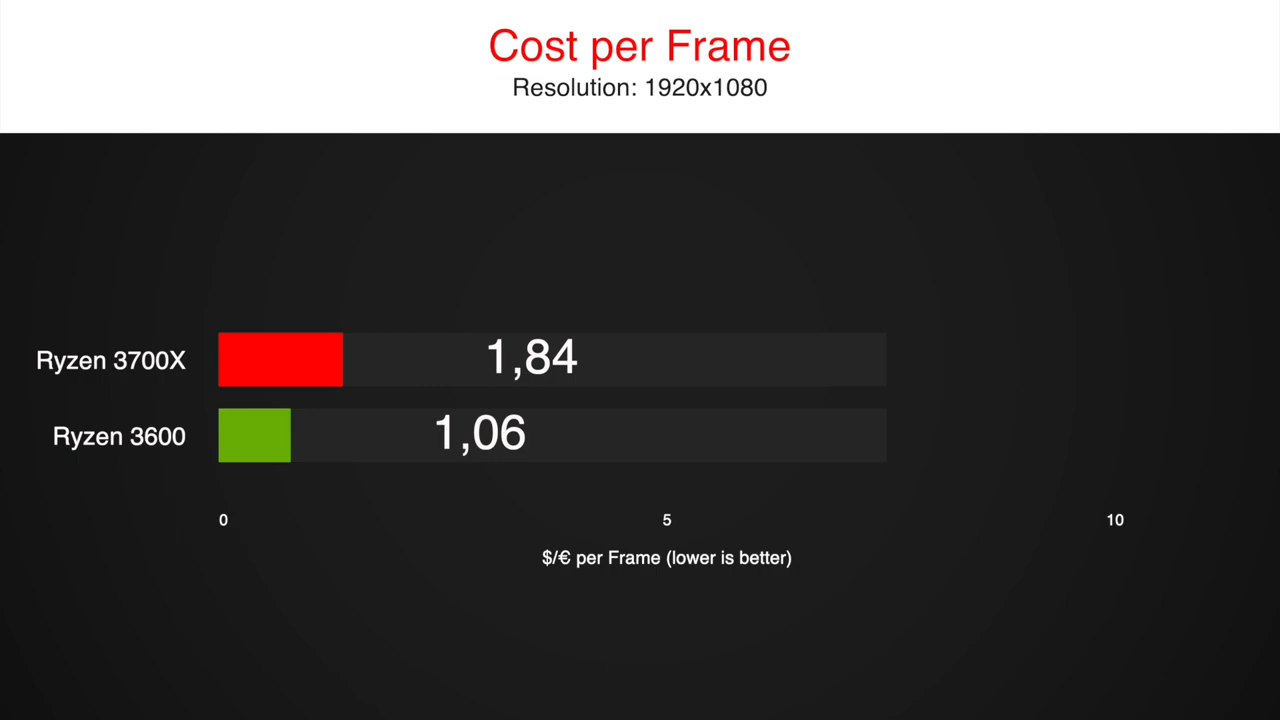 Cost per Frame
Resolution: 1920x1080
Ryzen 3700X 1,84
Ryzen 3600 1,06
0 5 10
$/€ per Frame (lower is better)